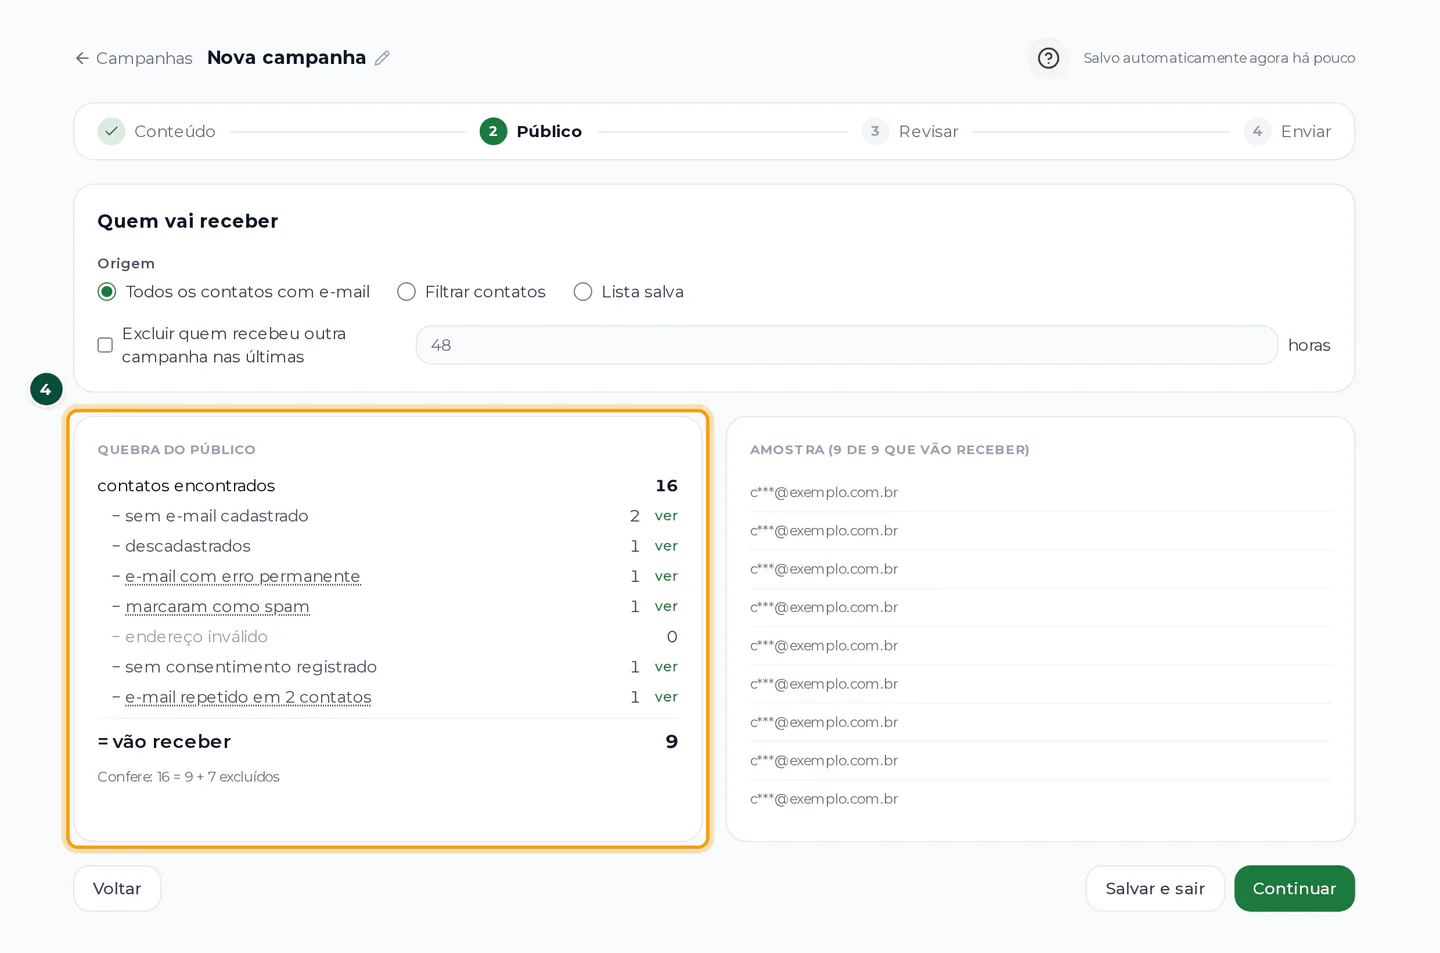 Campanhas Nova campanha
Salvo automaticamente agora há pouco
Conteúdo 2 Público 3 Revisar 4 Enviar
Quem vai receber
Origem
Todos os contatos com e-mail Filtrar contatos Lista salva
Excluir quem recebeu outra
campanha nas últimas
48 horas
4
QUEBRA DO PÚBLICO
contatos encontrados 16
− sem e-mail cadastrado 2 ver
− descadastrados 1 ver
− e-mail com erro permanente 1 ver
− marcaram como spam 1 ver
− endereço inválido 0
− sem consentimento registrado 1 ver
− e-mail repetido em 2 contatos 1 ver
= vão receber 9
Confere: 16 = 9 + 7 excluídos
AMOSTRA (9 DE 9 QUE VÃO RECEBER)
c***@exemplo.com.br
c***@exemplo.com.br
c***@exemplo.com.br
c***@exemplo.com.br
c***@exemplo.com.br
c***@exemplo.com.br
c***@exemplo.com.br
c***@exemplo.com.br
c***@exemplo.com.br
Voltar Salvar e sair Continuar